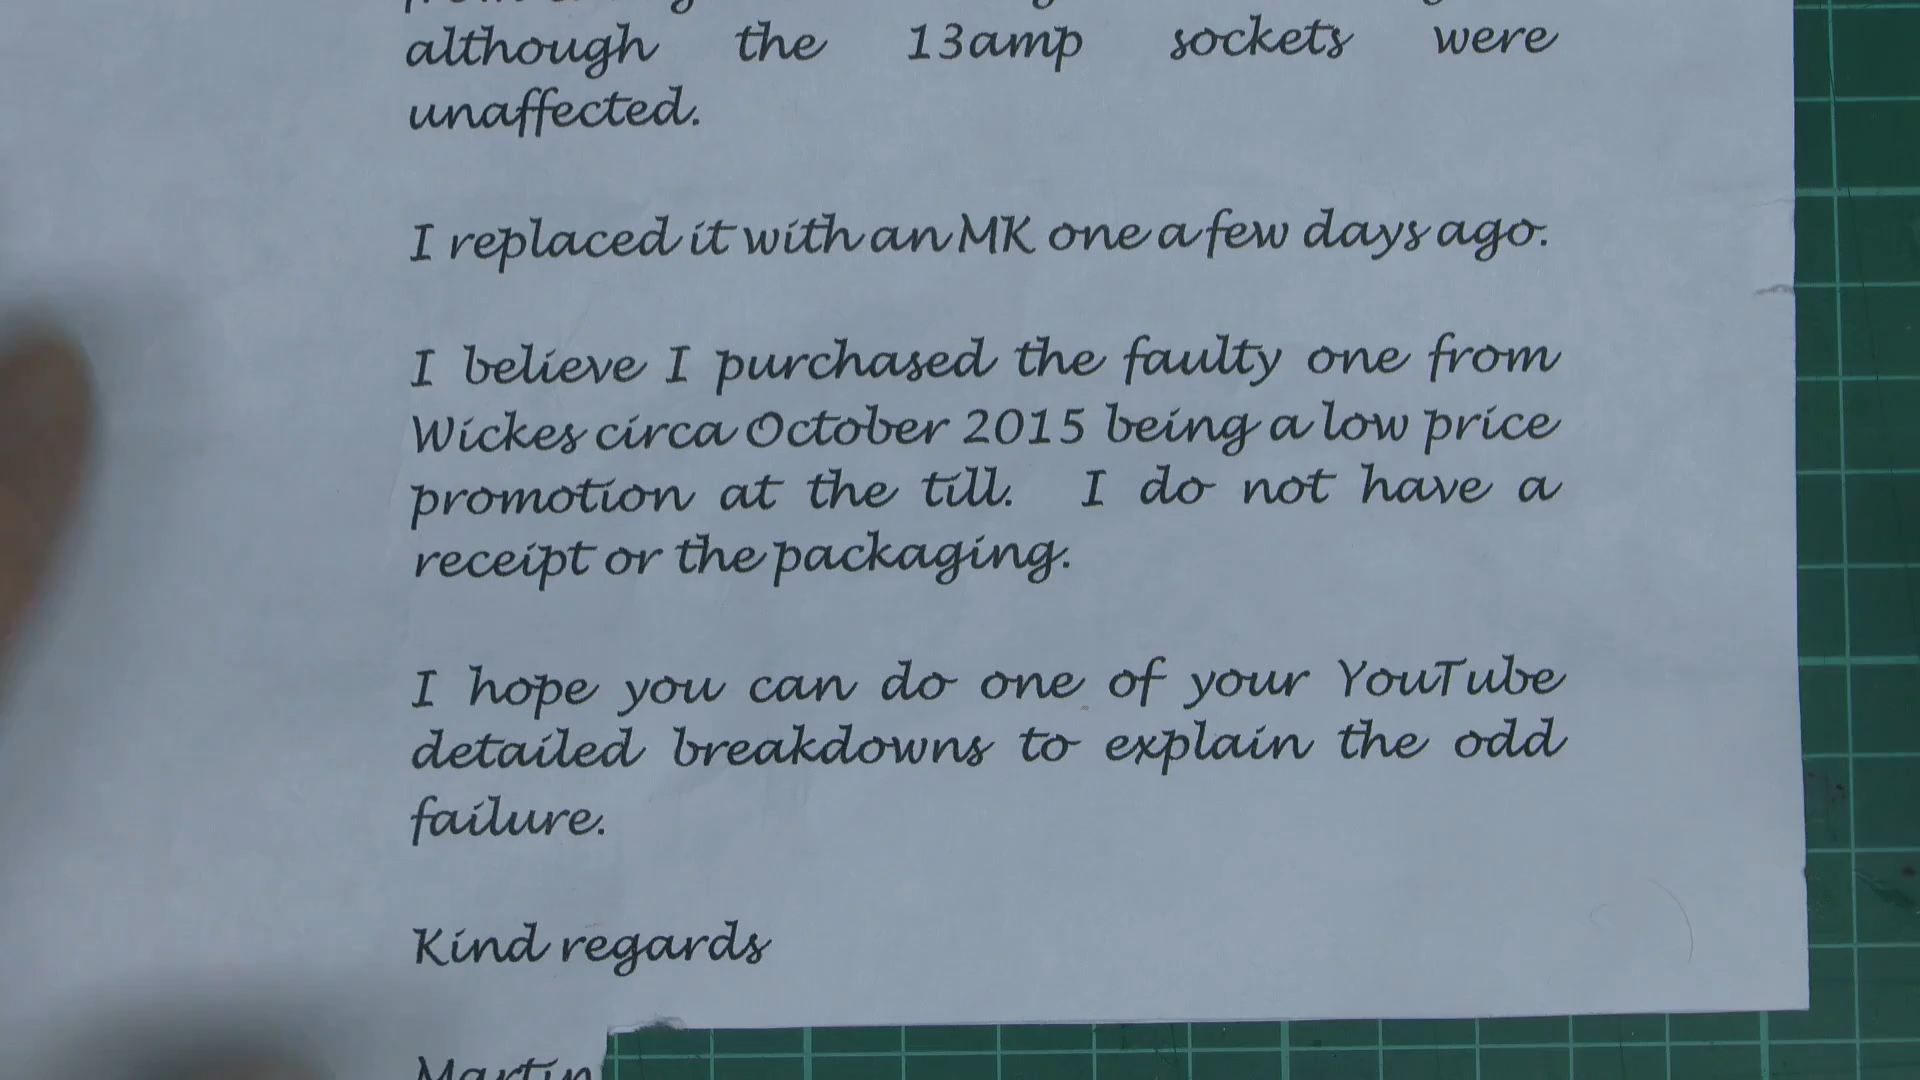 although the 13amp sockets were
unaffected.
I replaced it with an MK one a few days ago.
I believe I purchased the faulty one from
Wickes circa October 2015 being a low price
promotion at the till. I do not have a
receipt or the packaging.
I hope you can do one of your YouTube
detailed breakdowns to explain the odd
failure.
Kind regards
Martin